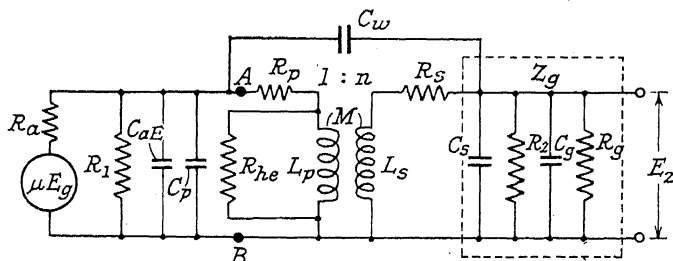 C_w
A R_p 1 : n R_s Z_g
R_a R_1 C_aE C_p R_he L_p (M) L_s C_s R_2 C_g R_g E_2
μE_g
B